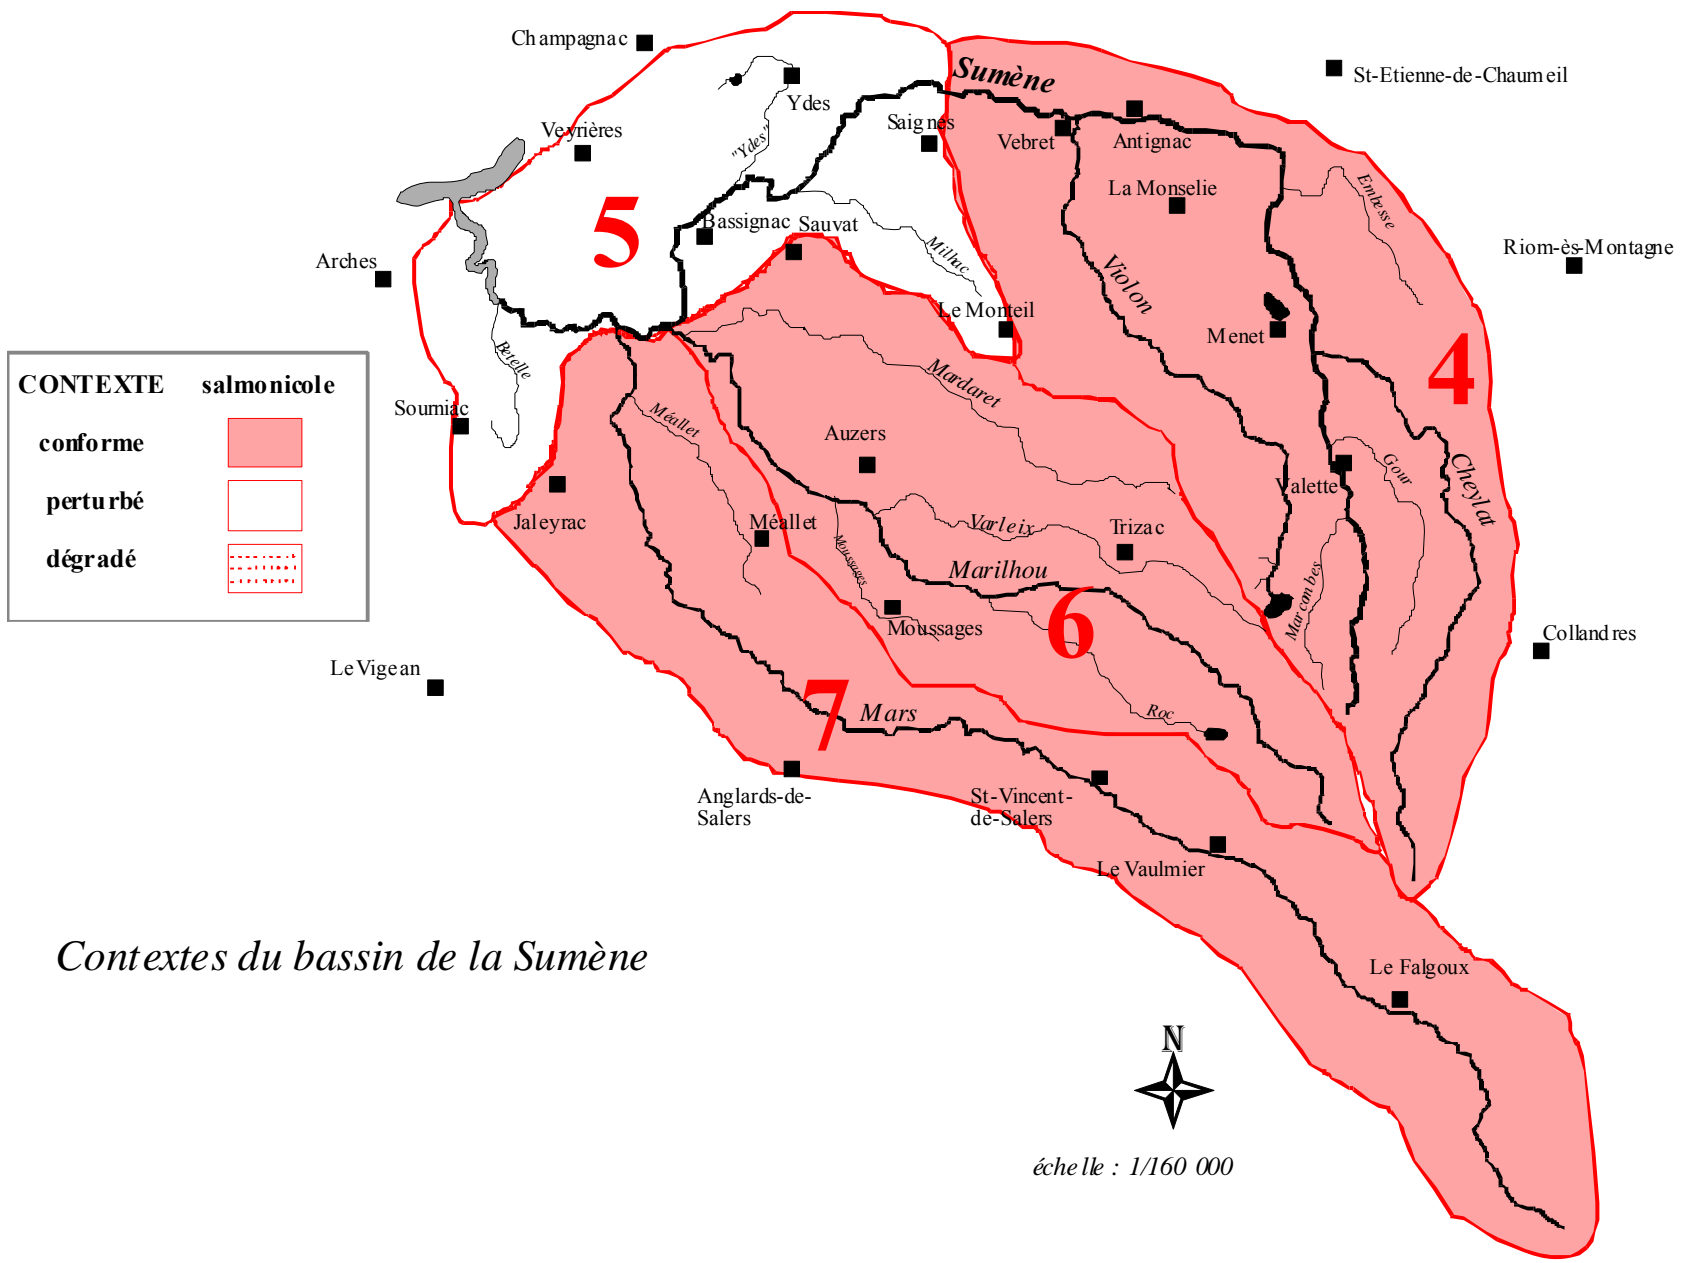 Champagnac
Sumène
St-Etienne-de-Chaumeil
Ydes
Saignes
Veyrières
"Ydes"
Vebret
Antignac
La Monselie
Embesse
5
Bassignac
Sauvat
Milhac
Riom-ès-Montagne
Arches
Violon
Le Monteil
Menet
4
Betelle
Mardaret
CONTEXTE salmonicole
conforme
perturbé
dégradé
Sourniac
Méallet
Auzers
Gour
Cheylat
Valette
Jaleyrac
Méallet
Varleix
Trizac
Moussages
Marilhou
Marcombes
6
Moussages
Collandres
Le Vigean
7
Mars
Roc
Anglards-de-
Salers
St-Vincent-
de-Salers
Le Vaulmier
Contextes du bassin de la Sumène
Le Falgoux
N
échelle : 1/160 000